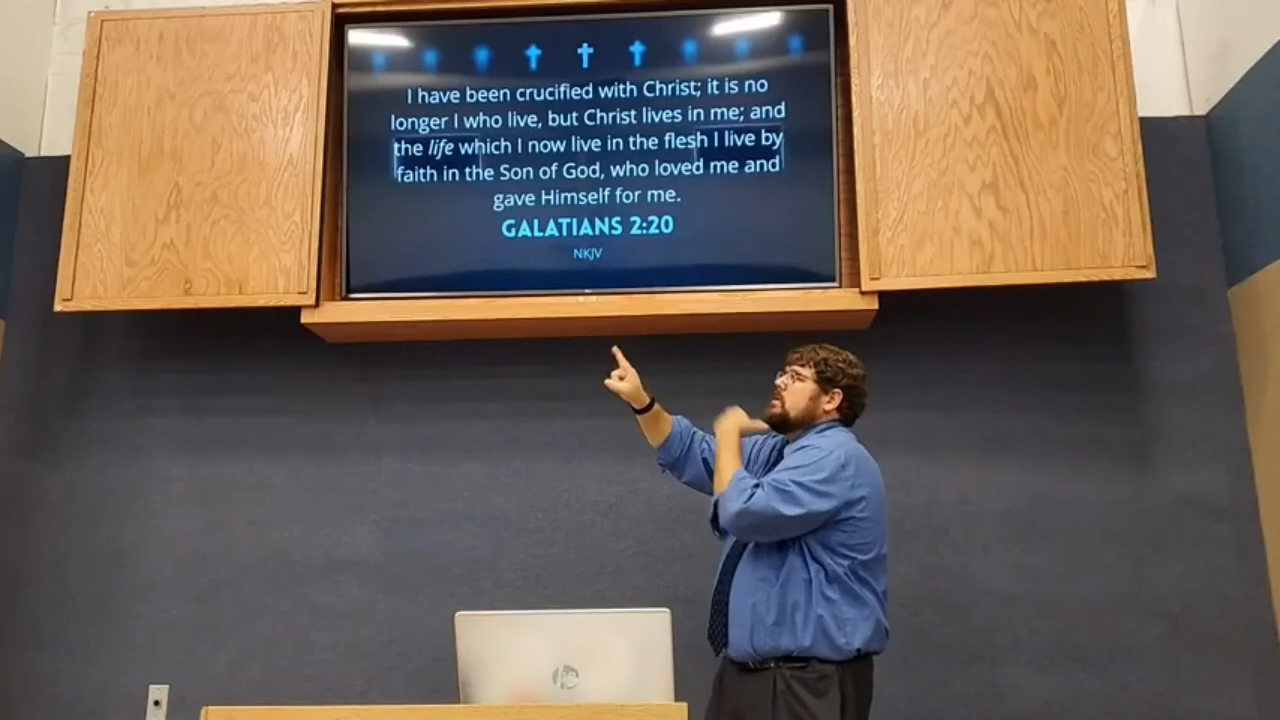 I have been crucified with Christ; it is no
longer I who live, but Christ lives in me; and
the life which I now live in the flesh I live by
faith in the Son of God, who loved me and
gave Himself for me.
GALATIANS 2:20
NKJV
hp